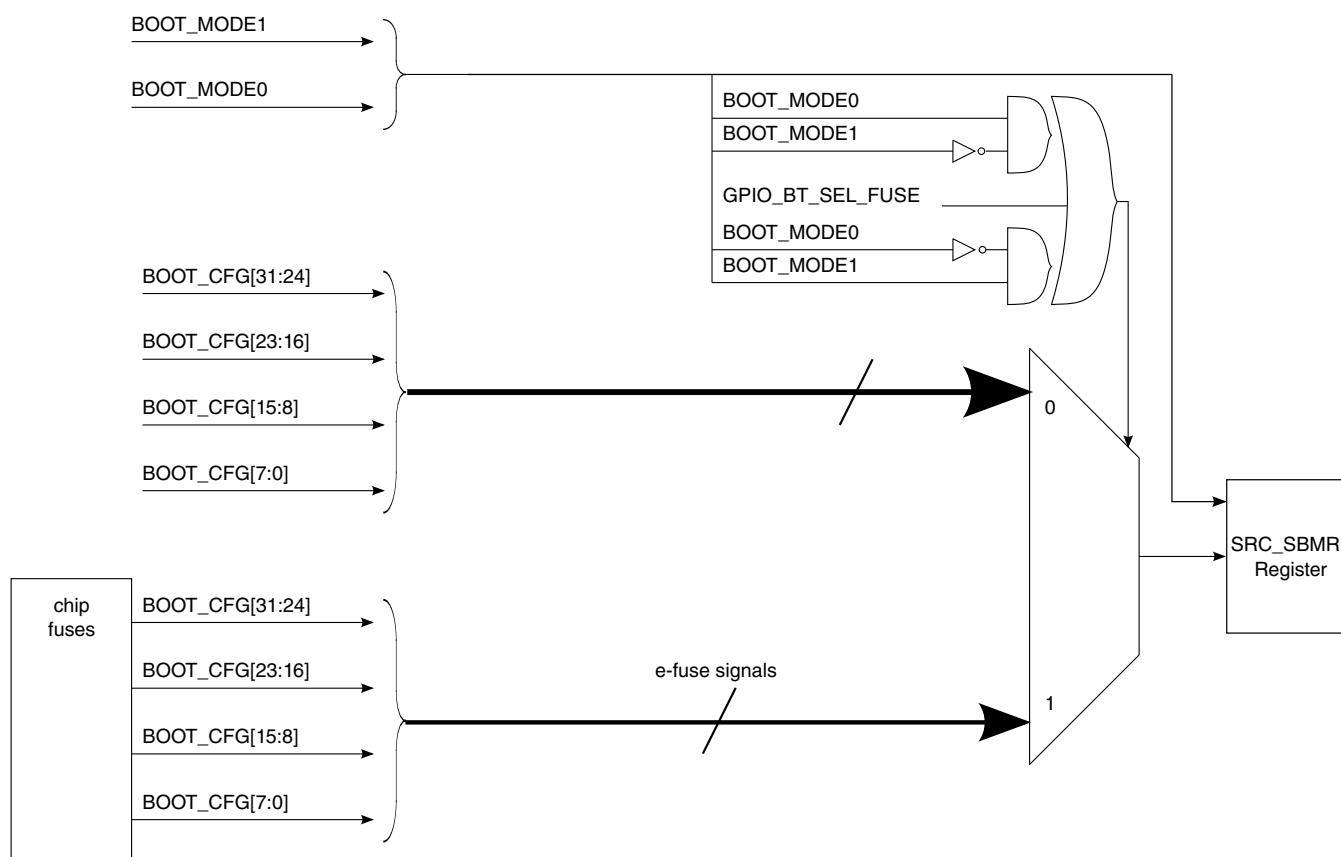 BOOT_MODE1
BOOT_MODE0
BOOT_MODE0
BOOT_MODE1
GPIO_BT_SEL_FUSE
BOOT_MODE0
BOOT_MODE1
BOOT_CFG[31:24]
BOOT_CFG[23:16]
BOOT_CFG[15:8]
BOOT_CFG[7:0]
0
1
SRC_SBMR
Register
chip
fuses
BOOT_CFG[31:24]
BOOT_CFG[23:16]
BOOT_CFG[15:8]
BOOT_CFG[7:0]
e-fuse signals